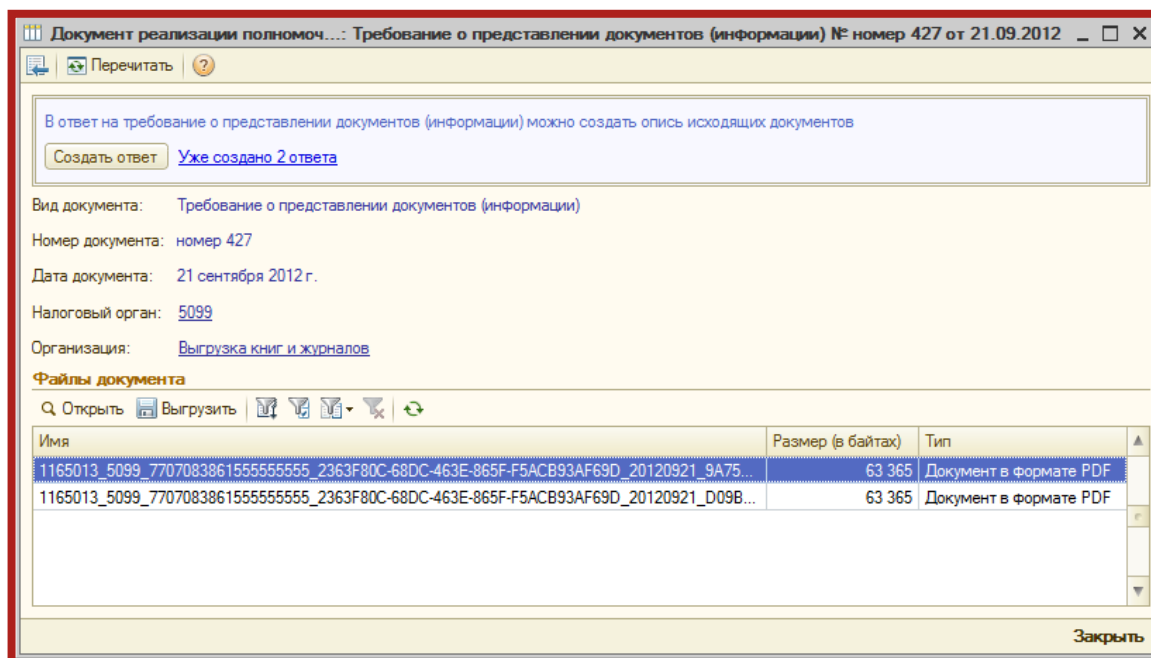 Документ реализации полномоч...: Требование о представлении документов (информации) № номер 427 от 21.09.2012
Перечитать
В ответ на требование о представлении документов (информации) можно создать опись исходящих документов
Создать ответ Уже создано 2 ответа
Вид документа: Требование о представлении документов (информации)
Номер документа: номер 427
Дата документа: 21 сентября 2012 г.
Налоговый орган: 5099
Организация: Выгрузка книг и журналов
Файлы документа
Открыть Выгрузить
Имя Размер (в байтах) Тип
1165013_5099_7707083861555555555_2363F80C-68DC-463E-865F-F5ACB93AF69D_20120921_9A75... 63 365 Документ в формате PDF
1165013_5099_7707083861555555555_2363F80C-68DC-463E-865F-F5ACB93AF69D_20120921_D09B... 63 365 Документ в формате PDF
Закрыть